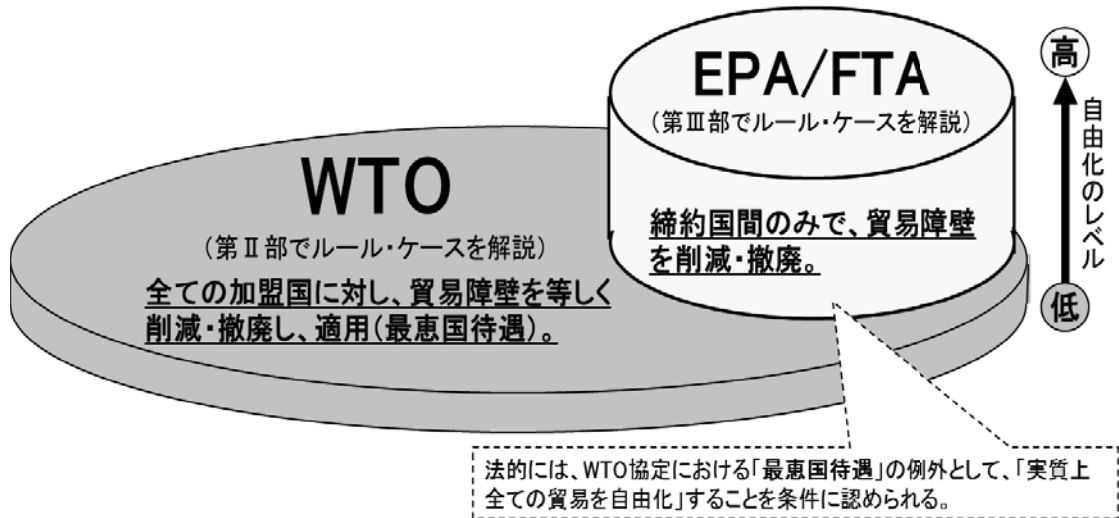 EPA/FTA
(第Ⅲ部でルール・ケースを解説)
締約国間のみで、貿易障壁
を削減・撤廃。
WTO
(第Ⅱ部でルール・ケースを解説)
全ての加盟国に対し、貿易障壁を等しく
削減・撤廃し、適用(最恵国待遇)。
高
自由化のレベル
低
法的には、WTO協定における「最恵国待遇」の例外として、「実質上
全ての貿易を自由化」することを条件に認められる。